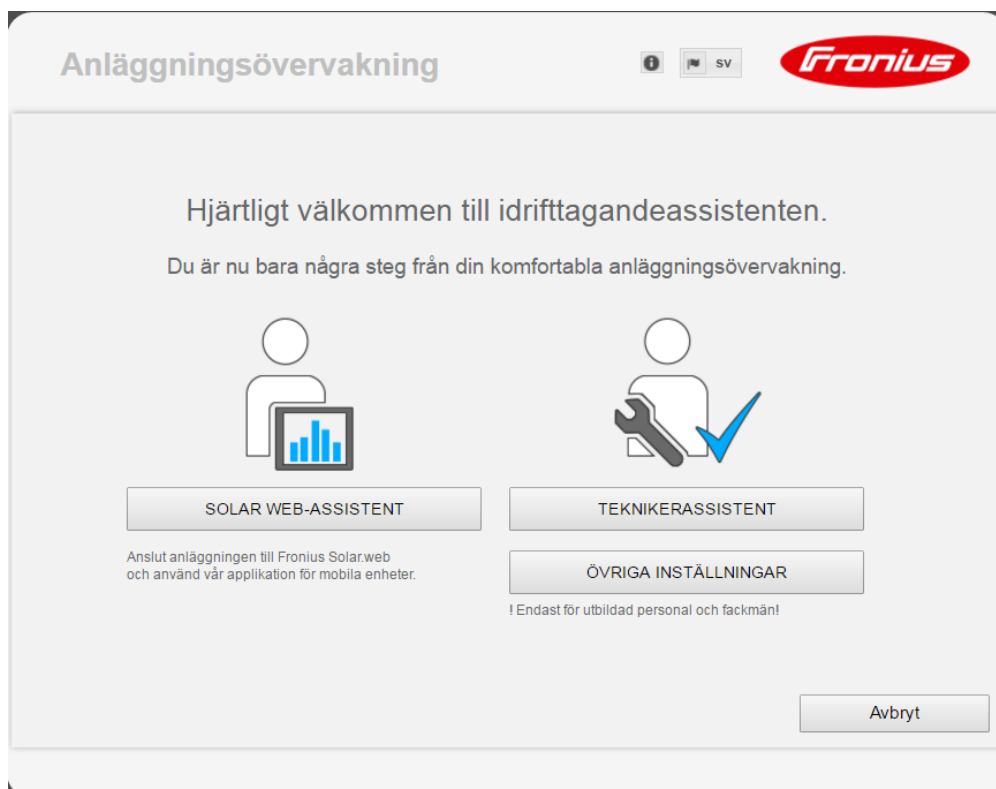 Anläggningsövervakning
SV
Fronius
Hjärtligt välkommen till idrifttagandeassistenten.
Du är nu bara några steg från din komfortabla anläggningsövervakning.
SOLAR WEB-ASSISTENT
Anslut anläggningen till Fronius Solar.web
och använd vår applikation för mobila enheter.
TEKNIKERASSISTENT
ÖVRIGA INSTÄLLNINGAR
! Endast för utbildad personal och fackmän!
Avbryt